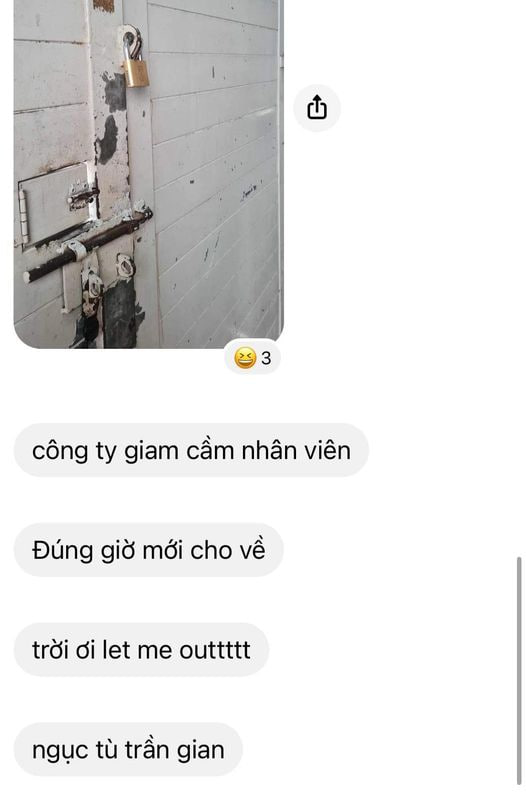 😆 3
công ty giam cầm nhân viên
Đúng giờ mới cho về
trời ơi let me outtttt
ngục tù trần gian